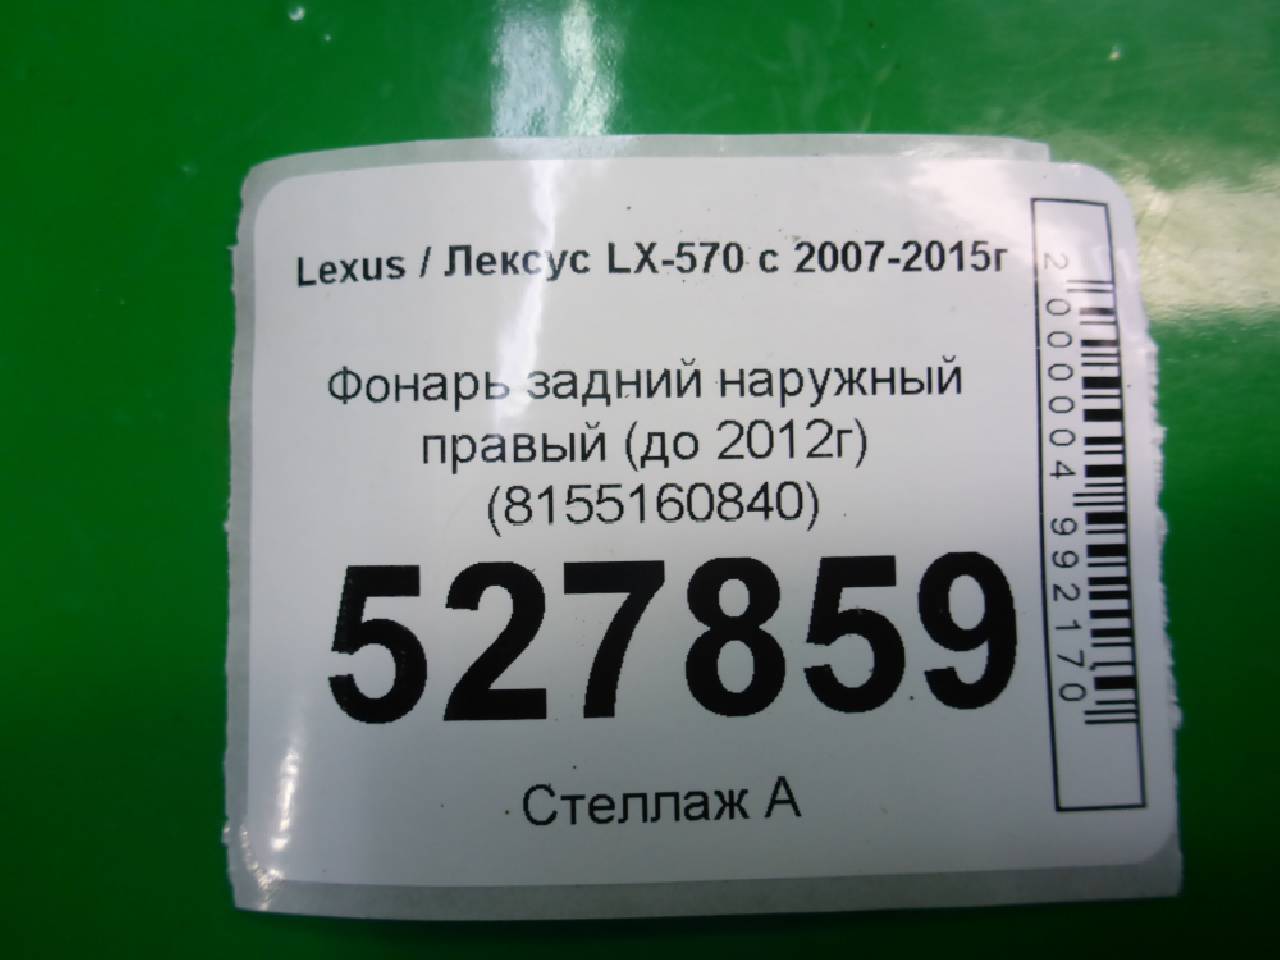 Lexus / Лексус LX-570 с 2007-2015г
Фонарь задний наружный
правый (до 2012г)
(8155160840)
527859
Стеллаж А
2000004992170